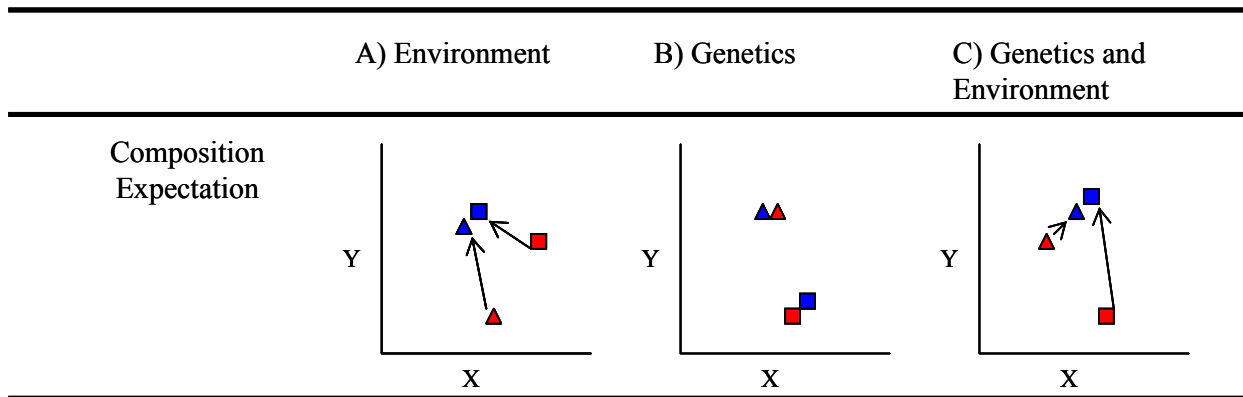 A) Environment
B) Genetics
C) Genetics and
Environment
Composition
Expectation
Y
X
Y
X
Y
X